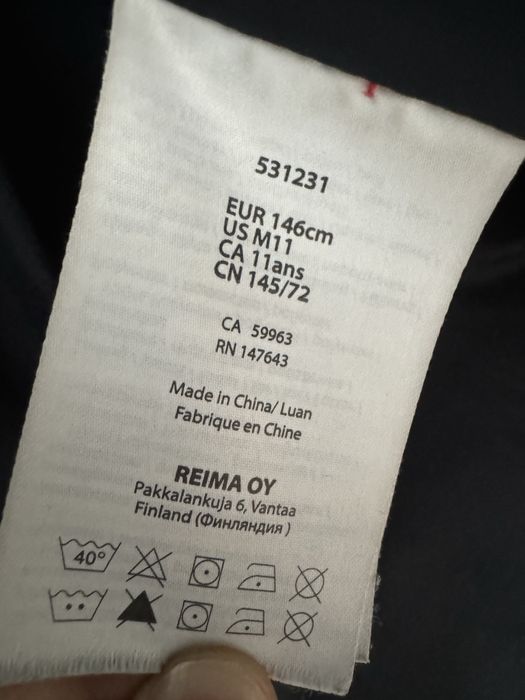 531231
EUR 146cm
US M11
CA 11ans
CN 145/72
CA 59963
RN 147643
Made in China/ Luan
Fabrique en Chine
REIMA OY
Pakkalankuja 6, Vantaa
Finland (Финляндия)
40°